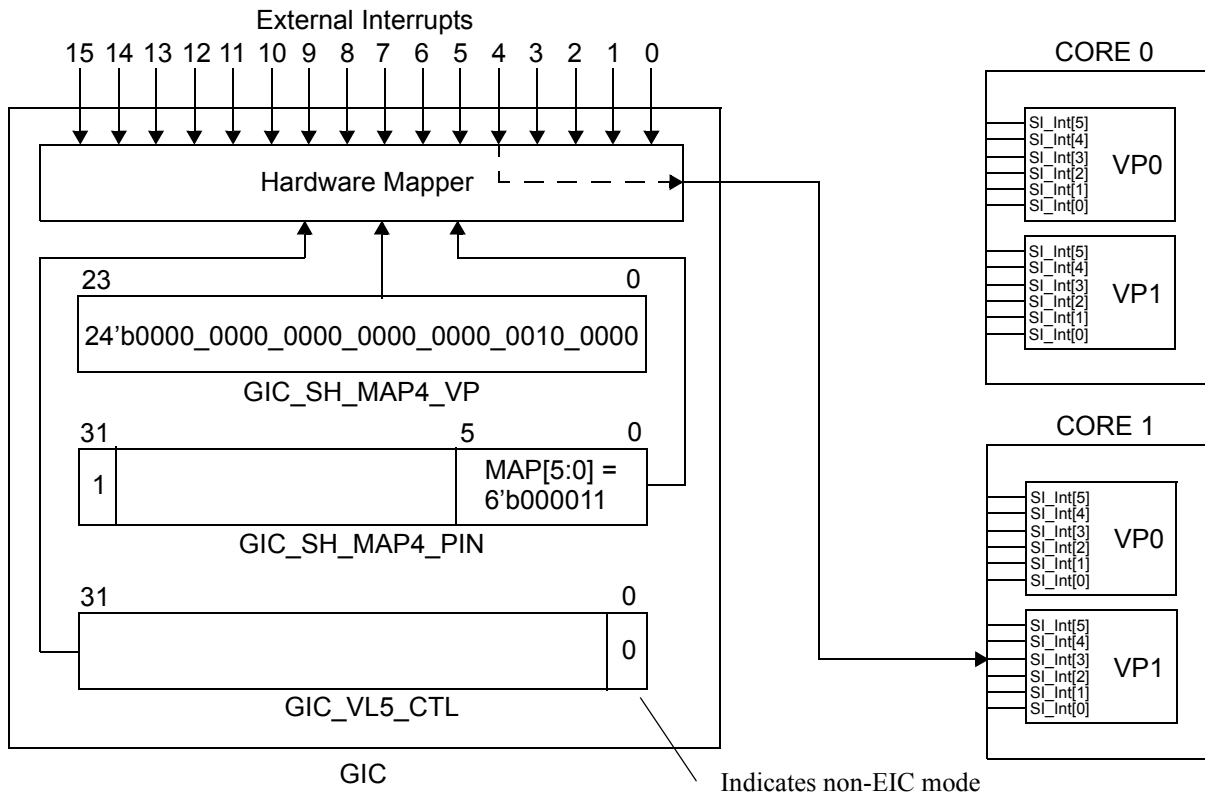 External Interrupts
15 14 13 12 11 10 9 8 7 6 5 4 3 2 1 0
Hardware Mapper
23 0
24’b0000_0000_0000_0000_0000_0010_0000
GIC_SH_MAP4_VP
31 5 0
1
MAP[5:0] =
6’b000011
GIC_SH_MAP4_PIN
31 0
0
GIC_VL5_CTL
GIC
Indicates non-EIC mode
CORE 0
SI_Int[5]
SI_Int[4]
SI_Int[3]
SI_Int[2]
SI_Int[1]
SI_Int[0]
VP0
SI_Int[5]
SI_Int[4]
SI_Int[3]
SI_Int[2]
SI_Int[1]
SI_Int[0]
VP1
CORE 1
SI_Int[5]
SI_Int[4]
SI_Int[3]
SI_Int[2]
SI_Int[1]
SI_Int[0]
VP0
SI_Int[5]
SI_Int[4]
SI_Int[3]
SI_Int[2]
SI_Int[1]
SI_Int[0]
VP1